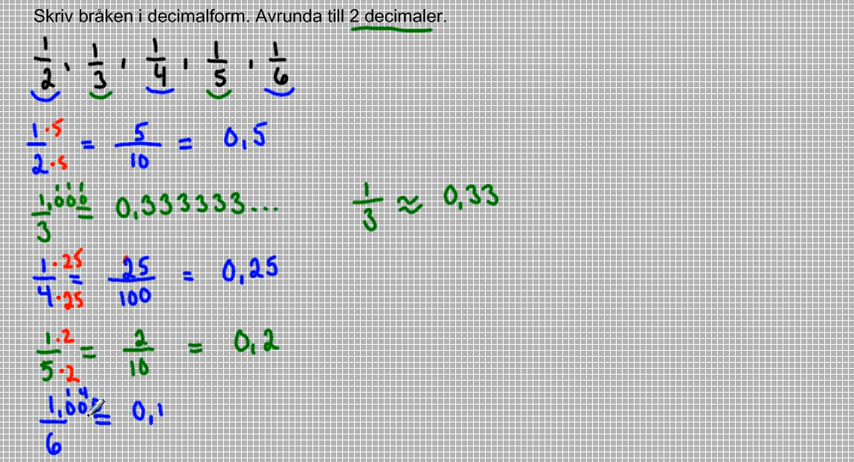 Skriv bråken i decimalform. Avrunda till 2 decimaler.
1/2, 1/3, 1/4, 1/5, 1/6
1·5/2·5 = 5/10 = 0,5
1,000/3 = 0,333333... 1/3 ≈ 0,33
1·25/4·25 = 25/100 = 0,25
1·2/5·2 = 2/10 = 0,2
1,00/6 = 0,1